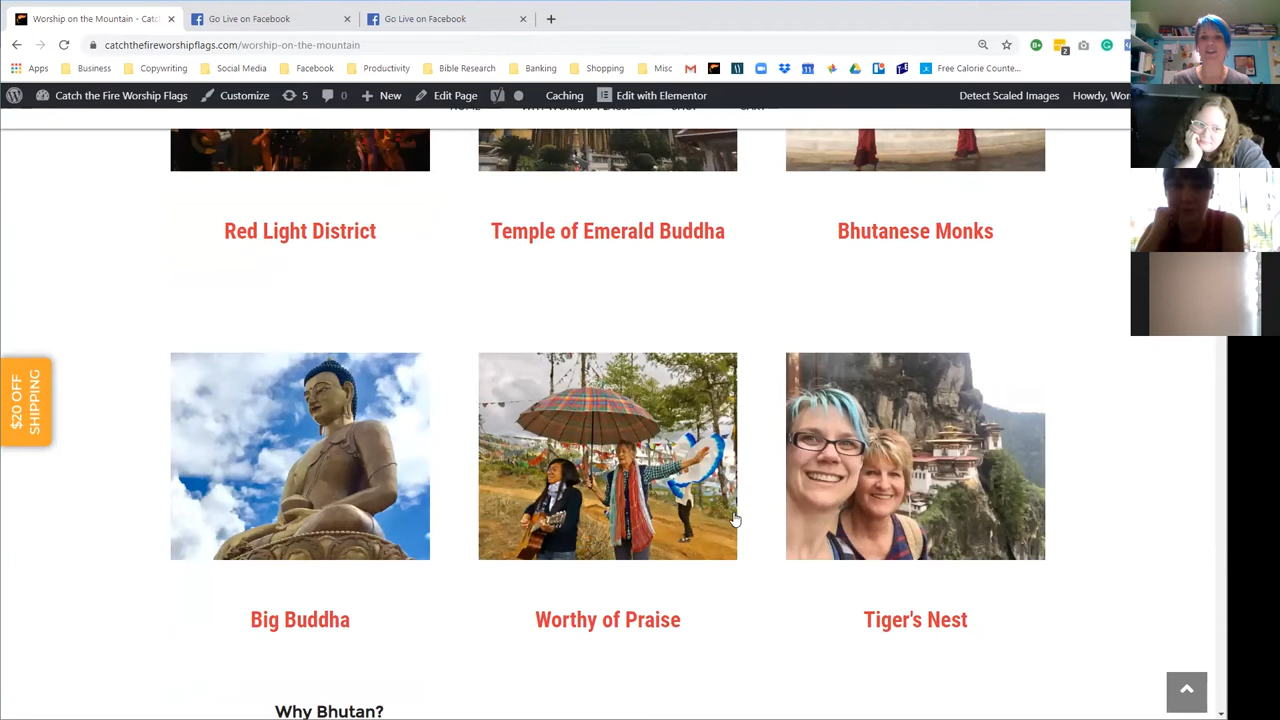 Worship on the Mountain - Catc
Go Live on Facebook
Go Live on Facebook
catchthefireworshipflags.com/worship-on-the-mountain
2
Apps Business Copywriting Social Media Facebook Productivity Bible Research Banking Shopping Misc
31
Free Calorie Counte...
Catch the Fire Worship Flags Customize 5 0 New Edit Page Caching Edit with Elementor Detect Scaled Images Howdy, Wor
Red Light District
Temple of Emerald Buddha
Bhutanese Monks
$20 OFF
SHIPPING
Big Buddha
Worthy of Praise
Tiger's Nest
Why Bhutan?